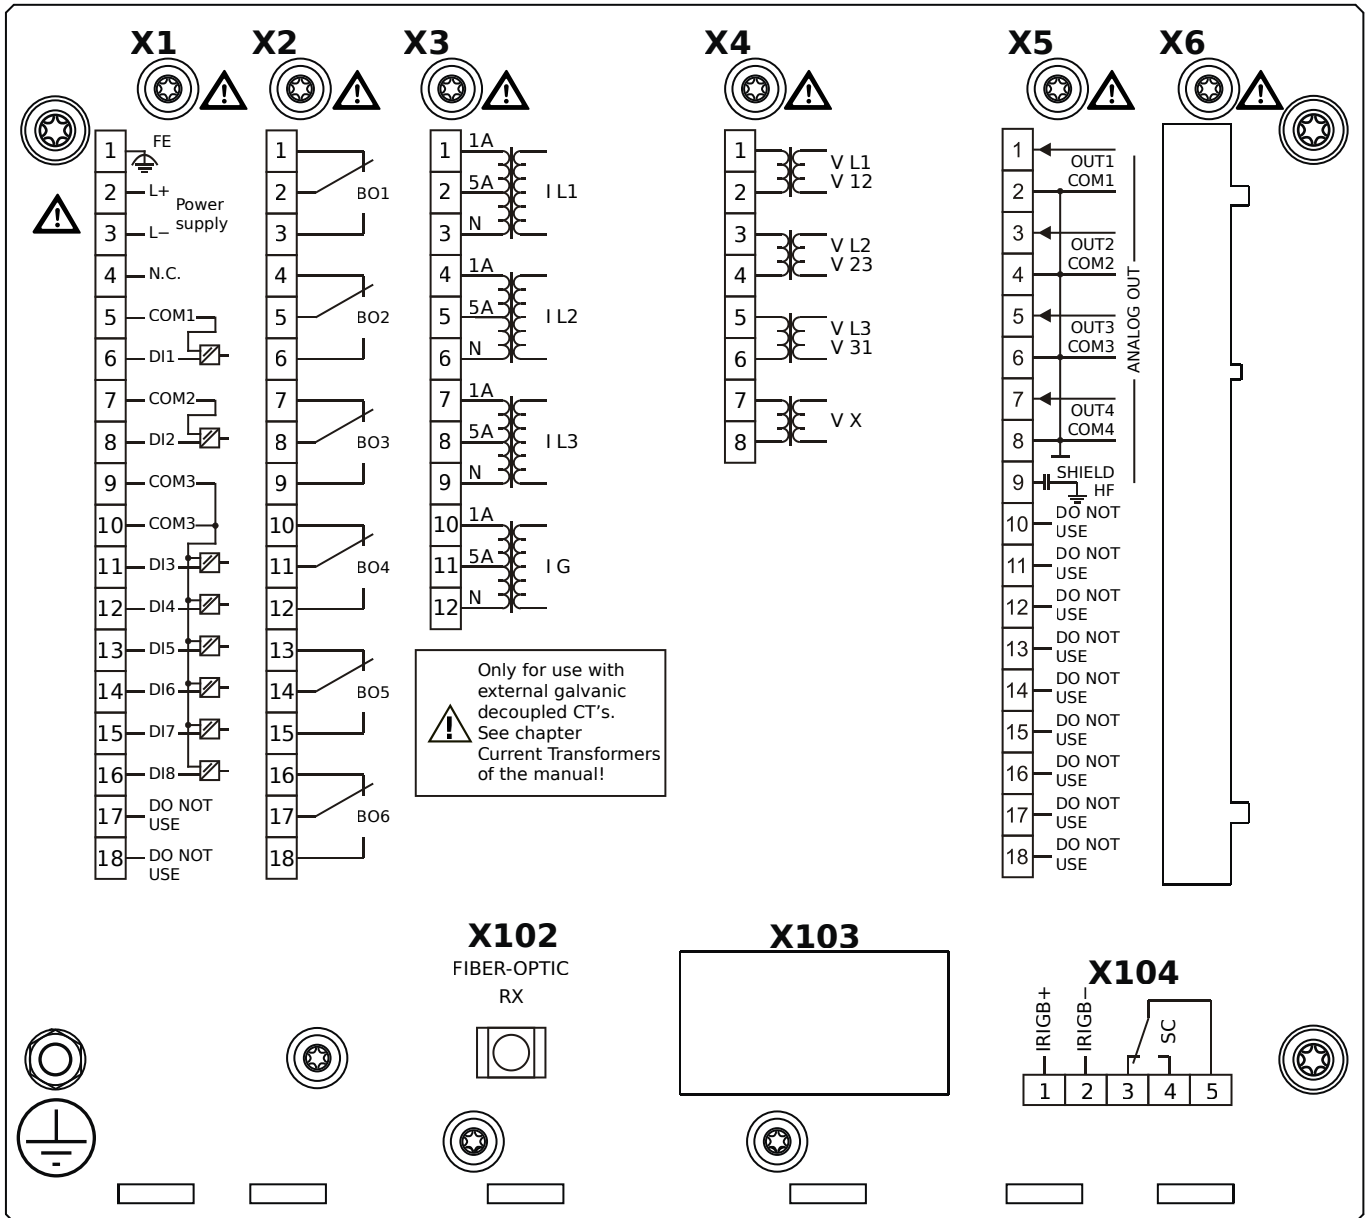 X1
X2
X3
X4
X5
X6
1 FE
2 L+
Power
supply
3 L−
4 N.C.
5 COM1
6 DI1
7 COM2
8 DI2
9 COM3
10 COM3
11 DI3
12 DI4
13 DI5
14 DI6
15 DI7
16 DI8
17 DO NOT
USE
18 DO NOT
USE
1
2 BO1
3
4
5 BO2
6
7
8 BO3
9
10
11 BO4
12
13
14 BO5
15
16
17 BO6
18
1 1A
2 5A I L1
3 N
4 1A
5 5A I L2
6 N
7 1A
8 5A I L3
9 N
10 1A
11 5A I G
12 N
Only for use with
external galvanic
decoupled CT's.
See chapter
Current Transformers
of the manual!
1 V L1
2 V 12
3 V L2
4 V 23
5 V L3
6 V 31
7 V X
8
1 OUT1
2 COM1
3 OUT2
4 COM2
5 OUT3
6 COM3
7 OUT4
8 COM4
ANALOG OUT
9 SHIELD
HF
10 DO NOT
USE
11 DO NOT
USE
12 DO NOT
USE
13 DO NOT
USE
14 DO NOT
USE
15 DO NOT
USE
16 DO NOT
USE
17 DO NOT
USE
18 DO NOT
USE
X102
FIBER-OPTIC
RX
X103
X104
IRIGB+
IRIGB−
SC
1 2 3 4 5